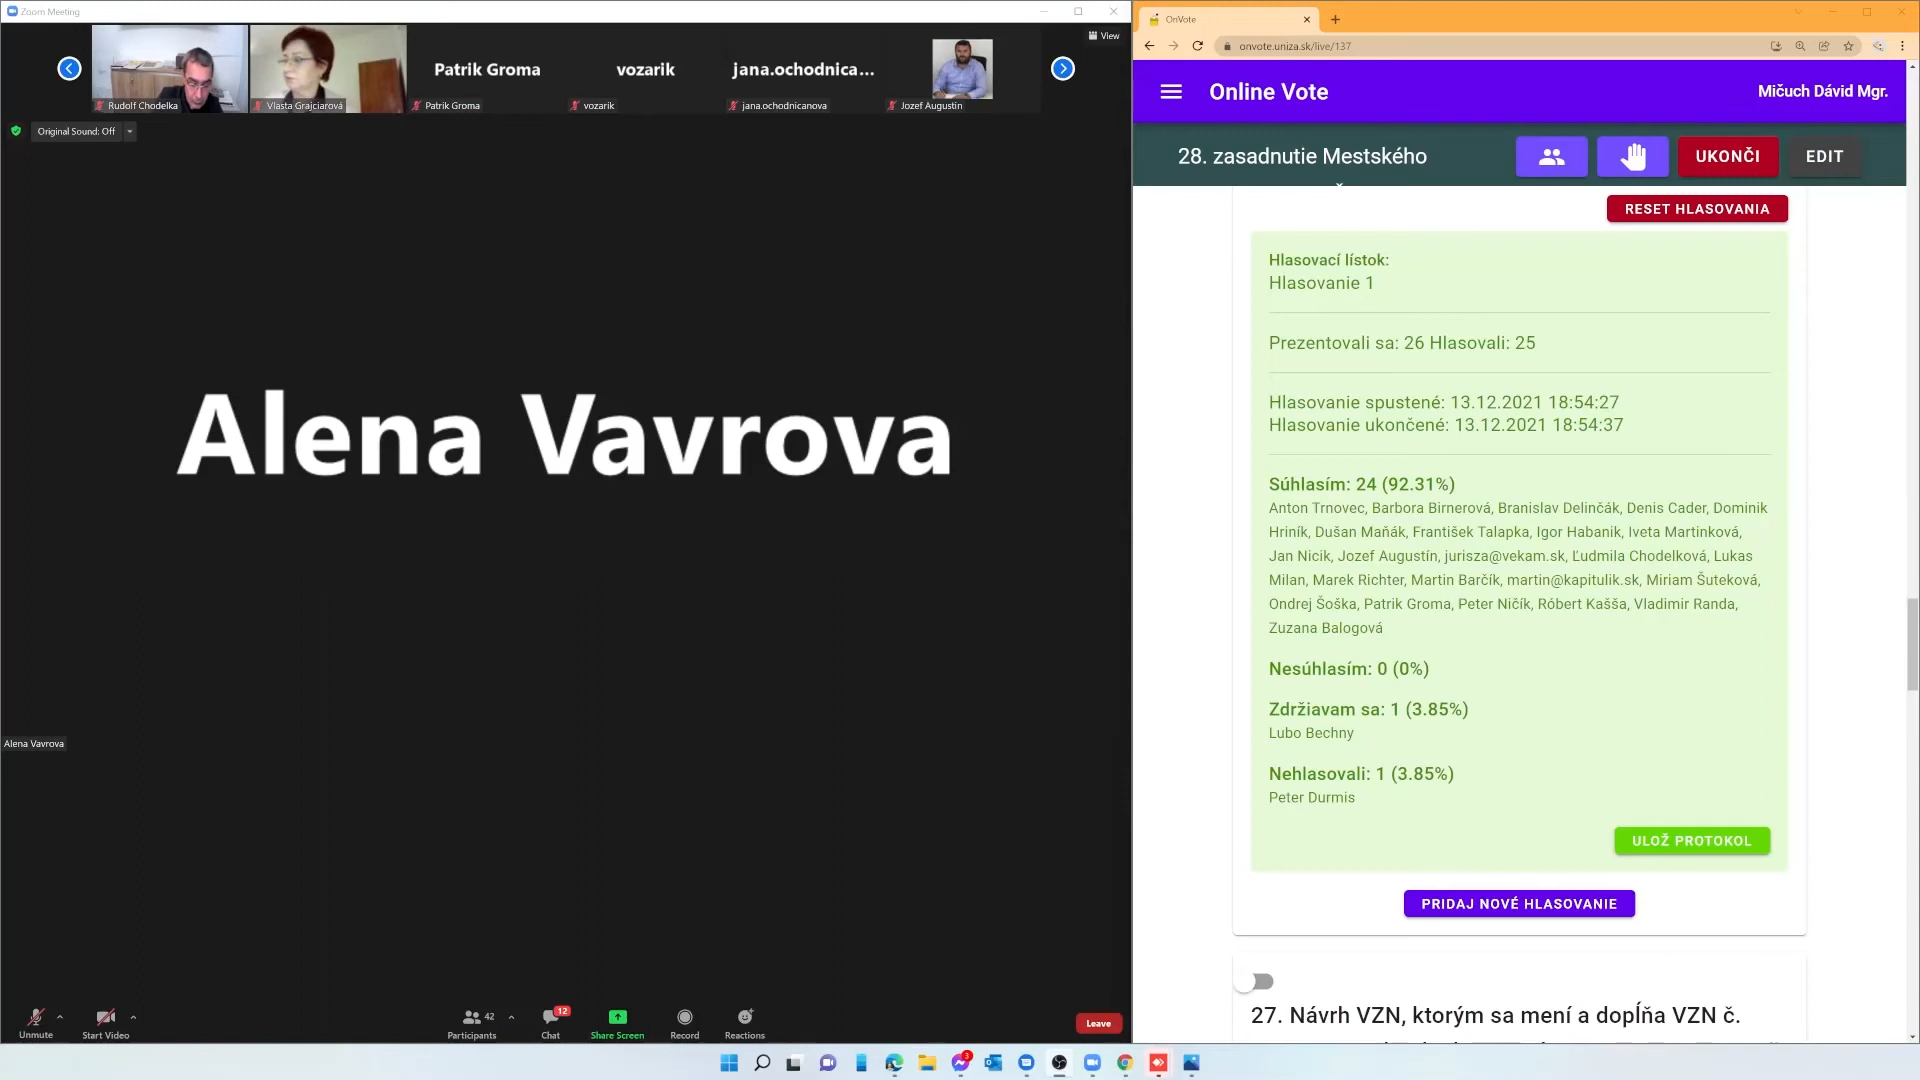 Zoom Meeting
View
Patrik Groma
vozarik
jana.ochodnica...
Rudolf Chodelka
Vlasta Grajciarová
Patrik Groma
vozarik
jana.ochodnicanova
Jozef Augustín
Original Sound: Off
Alena Vavrova
Alena Vavrova
Unmute
Start Video
42
Participants
12
Chat
Share Screen
Record
Reactions
Leave
OnVote
onvote.uniza.sk/live/137
Online Vote
Mičuch Dávid Mgr.
28. zasadnutie Mestského
UKONČI
EDIT
RESET HLASOVANIA
Hlasovací lístok:
Hlasovanie 1
Prezentovali sa: 26 Hlasovali: 25
Hlasovanie spustené: 13.12.2021 18:54:27
Hlasovanie ukončené: 13.12.2021 18:54:37
Súhlasím: 24 (92.31%)
Anton Trnovec, Barbora Birnerová, Branislav Delinčák, Denis Cader, Dominik
Hriník, Dušan Maňák, František Talapka, Igor Habanik, Iveta Martinková,
Jan Nicik, Jozef Augustín, jurisza@vekam.sk, Ľudmila Chodelková, Lukas
Milan, Marek Richter, Martin Barčík, martin@kapitulik.sk, Miriam Šuteková,
Ondrej Šoška, Patrik Groma, Peter Ničík, Róbert Kašša, Vladimir Randa,
Zuzana Balogová
Nesúhlasím: 0 (0%)
Zdržiavam sa: 1 (3.85%)
Lubo Bechny
Nehlasovali: 1 (3.85%)
Peter Durmis
ULOŽ PROTOKOL
PRIDAJ NOVÉ HLASOVANIE
27. Návrh VZN, ktorým sa mení a dopĺňa VZN č.
3